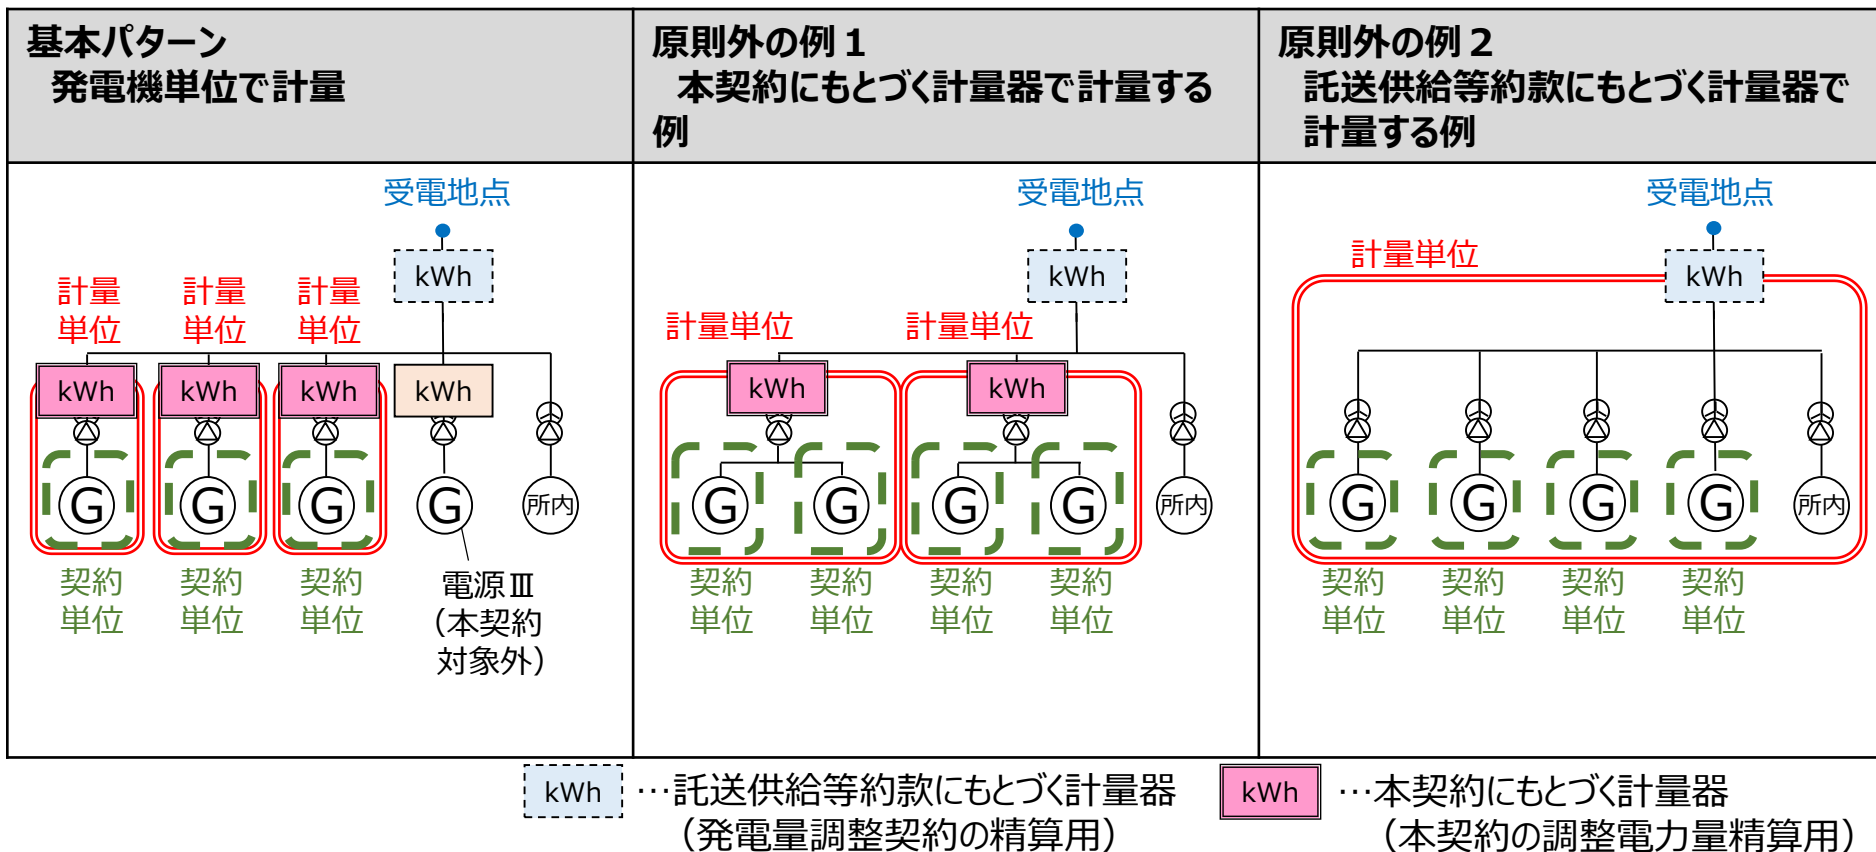 基本パターン
発電機単位で計量
原則外の例１
本契約にもとづく計量器で計量する
例
原則外の例２
託送供給等約款にもとづく計量器で
計量する例
受電地点
kWh
計量
単位
計量
単位
計量
単位
kWh
kWh
kWh
kWh
G
G
G
G
所内
契約
単位
契約
単位
契約
単位
電源Ⅲ
（本契約
対象外）
受電地点
kWh
計量単位
計量単位
kWh
kWh
G
G
G
G
所内
契約
単位
契約
単位
契約
単位
契約
単位
受電地点
計量単位
kWh
G
G
G
G
所内
契約
単位
契約
単位
契約
単位
契約
単位
kWh …託送供給等約款にもとづく計量器
（発電量調整契約の精算用）
kWh …本契約にもとづく計量器
（本契約の調整電力量精算用）